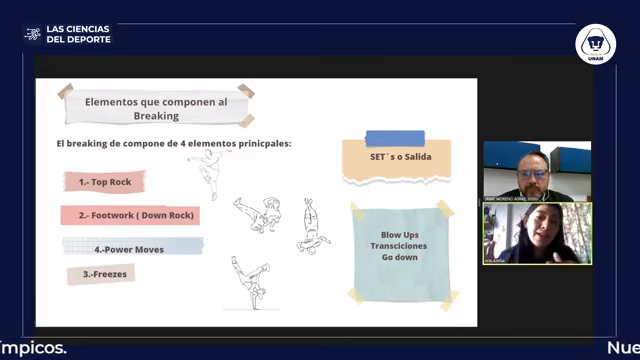 LAS CIENCIAS
DEL DEPORTE
UNAM
Elementos que componen al
Breaking
El breaking de compone de 4 elementos prinicpales:
1.- Top Rock
2.- Footwork ( Down Rock)
4.-Power Moves
3.-Freezes
SET´s o Salida
Blow Ups
Transciciones
Go down
ímpicos.
Nue